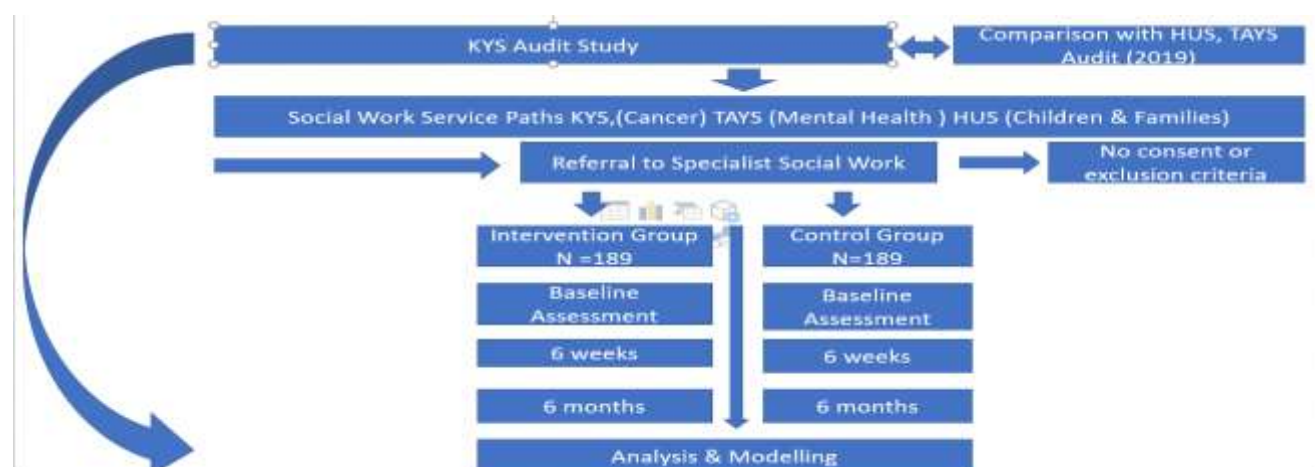 KYS Audit Study
Comparison with HUS, TAYS
Audit (2019)
Social Work Service Paths KYS,(Cancer) TAYS (Mental Health ) HUS (Children & Families)
Referral to Specialist Social Work
No consent or
exclusion criteria
Intervention Group
N =189
Control Group
N=189
Baseline
Assessment
Baseline
Assessment
6 weeks
6 weeks
6 months
6 months
Analysis & Modelling